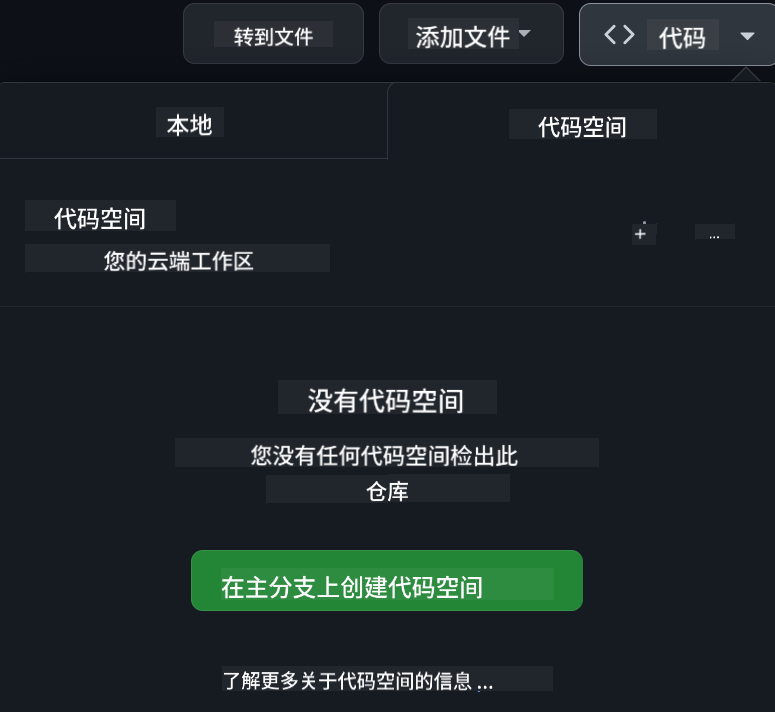 转到文件
添加文件
代码
本地
代码空间
代码空间
您的云端工作区
+
...
没有代码空间
您没有任何代码空间检出此
仓库
在主分支上创建代码空间
了解更多关于代码空间的信息...